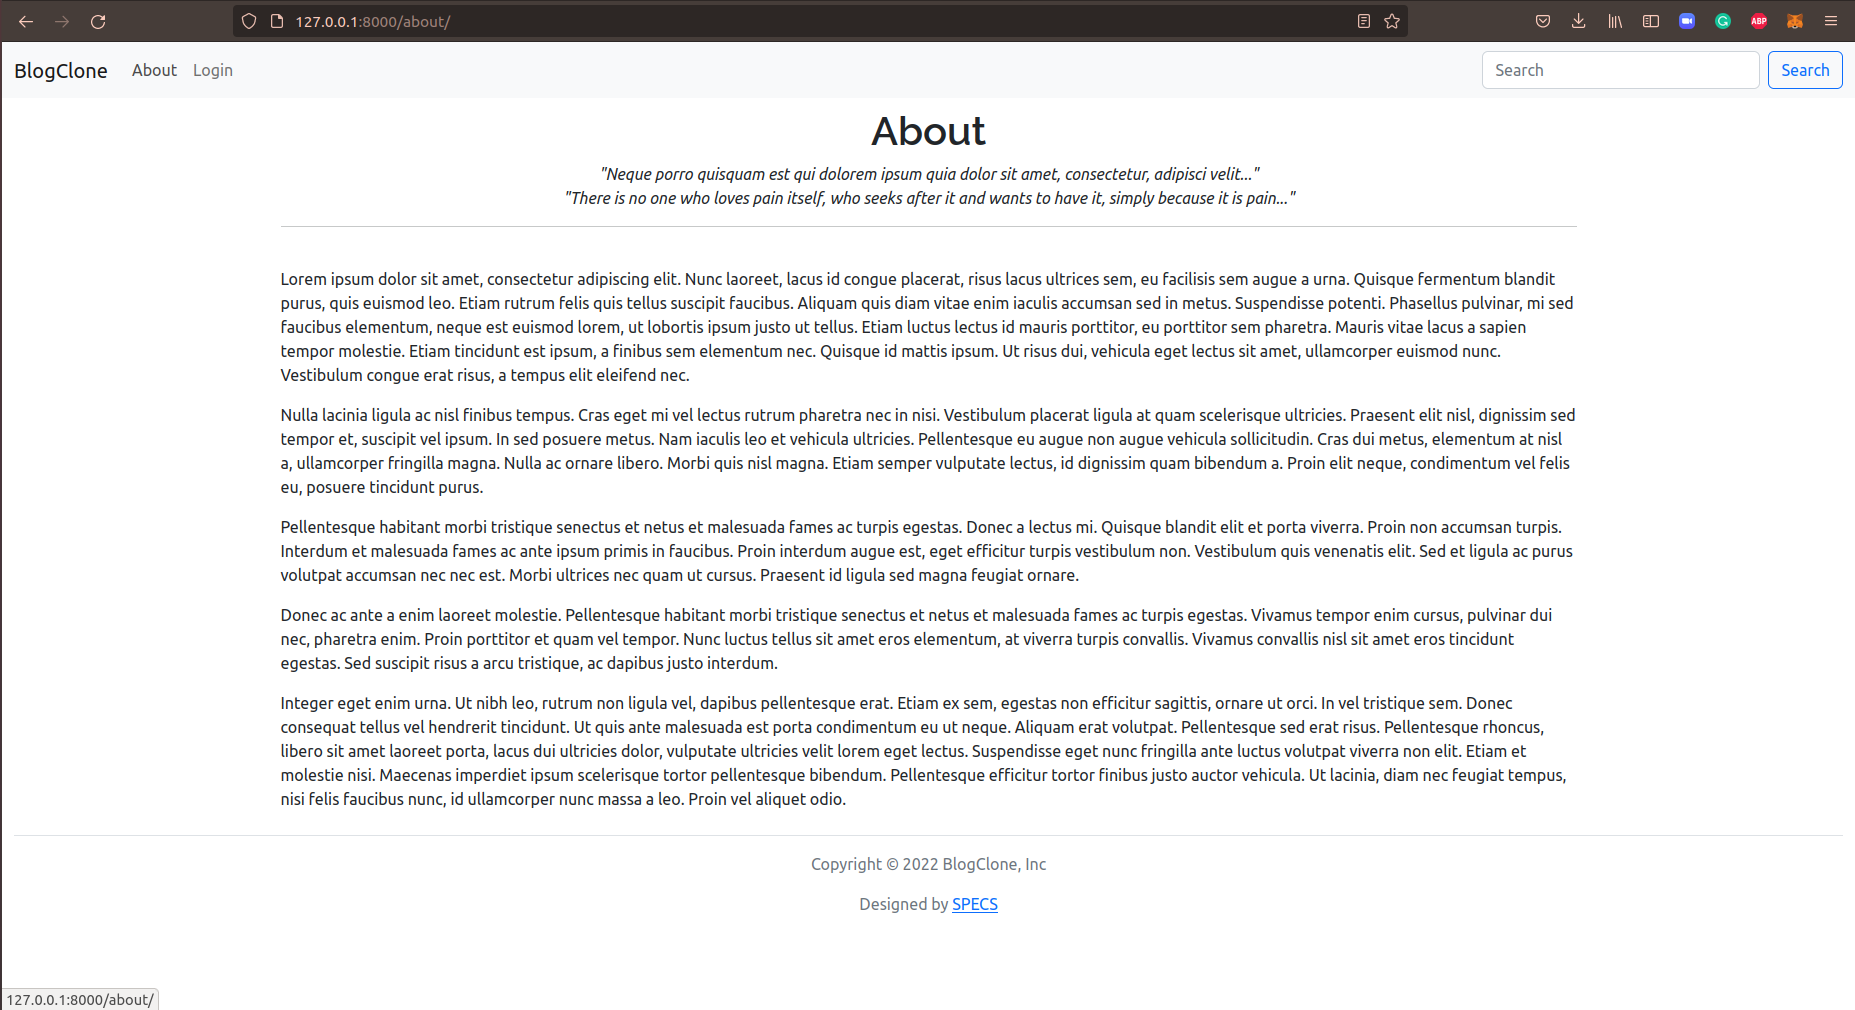 127.0.0.1:8000/about/
ABP
BlogClone About Login Search Search
About
"Neque porro quisquam est qui dolorem ipsum quia dolor sit amet, consectetur, adipisci velit..."
"There is no one who loves pain itself, who seeks after it and wants to have it, simply because it is pain..."
Lorem ipsum dolor sit amet, consectetur adipiscing elit. Nunc laoreet, lacus id congue placerat, risus lacus ultrices sem, eu facilisis sem augue a urna. Quisque fermentum blandit
purus, quis euismod leo. Etiam rutrum felis quis tellus suscipit faucibus. Aliquam quis diam vitae enim iaculis accumsan sed in metus. Suspendisse potenti. Phasellus pulvinar, mi sed
faucibus elementum, neque est euismod lorem, ut lobortis ipsum justo ut tellus. Etiam luctus lectus id mauris porttitor, eu porttitor sem pharetra. Mauris vitae lacus a sapien
tempor molestie. Etiam tincidunt est ipsum, a finibus sem elementum nec. Quisque id mattis ipsum. Ut risus dui, vehicula eget lectus sit amet, ullamcorper euismod nunc.
Vestibulum congue erat risus, a tempus elit eleifend nec.
Nulla lacinia ligula ac nisl finibus tempus. Cras eget mi vel lectus rutrum pharetra nec in nisi. Vestibulum placerat ligula at quam scelerisque ultricies. Praesent elit nisl, dignissim sed
tempor et, suscipit vel ipsum. In sed posuere metus. Nam iaculis leo et vehicula ultricies. Pellentesque eu augue non augue vehicula sollicitudin. Cras dui metus, elementum at nisl
a, ullamcorper fringilla magna. Nulla ac ornare libero. Morbi quis nisl magna. Etiam semper vulputate lectus, id dignissim quam bibendum a. Proin elit neque, condimentum vel felis
eu, posuere tincidunt purus.
Pellentesque habitant morbi tristique senectus et netus et malesuada fames ac turpis egestas. Donec a lectus mi. Quisque blandit elit et porta viverra. Proin non accumsan turpis.
Interdum et malesuada fames ac ante ipsum primis in faucibus. Proin interdum augue est, eget efficitur turpis vestibulum non. Vestibulum quis venenatis elit. Sed et ligula ac purus
volutpat accumsan nec nec est. Morbi ultrices nec quam ut cursus. Praesent id ligula sed magna feugiat ornare.
Donec ac ante a enim laoreet molestie. Pellentesque habitant morbi tristique senectus et netus et malesuada fames ac turpis egestas. Vivamus tempor enim cursus, pulvinar dui
nec, pharetra enim. Proin porttitor et quam vel tempor. Nunc luctus tellus sit amet eros elementum, at viverra turpis convallis. Vivamus convallis nisl sit amet eros tincidunt
egestas. Sed suscipit risus a arcu tristique, ac dapibus justo interdum.
Integer eget enim urna. Ut nibh leo, rutrum non ligula vel, dapibus pellentesque erat. Etiam ex sem, egestas non efficitur sagittis, ornare ut orci. In vel tristique sem. Donec
consequat tellus vel hendrerit tincidunt. Ut quis ante malesuada est porta condimentum eu ut neque. Aliquam erat volutpat. Pellentesque sed erat risus. Pellentesque rhoncus,
libero sit amet laoreet porta, lacus dui ultricies dolor, vulputate ultricies velit lorem eget lectus. Suspendisse eget nunc fringilla ante luctus volutpat viverra non elit. Etiam et
molestie nisi. Maecenas imperdiet ipsum scelerisque tortor pellentesque bibendum. Pellentesque efficitur tortor finibus justo auctor vehicula. Ut lacinia, diam nec feugiat tempus,
nisi felis faucibus nunc, id ullamcorper nunc massa a leo. Proin vel aliquet odio.
Copyright © 2022 BlogClone, Inc
Designed by SPECS
127.0.0.1:8000/about/